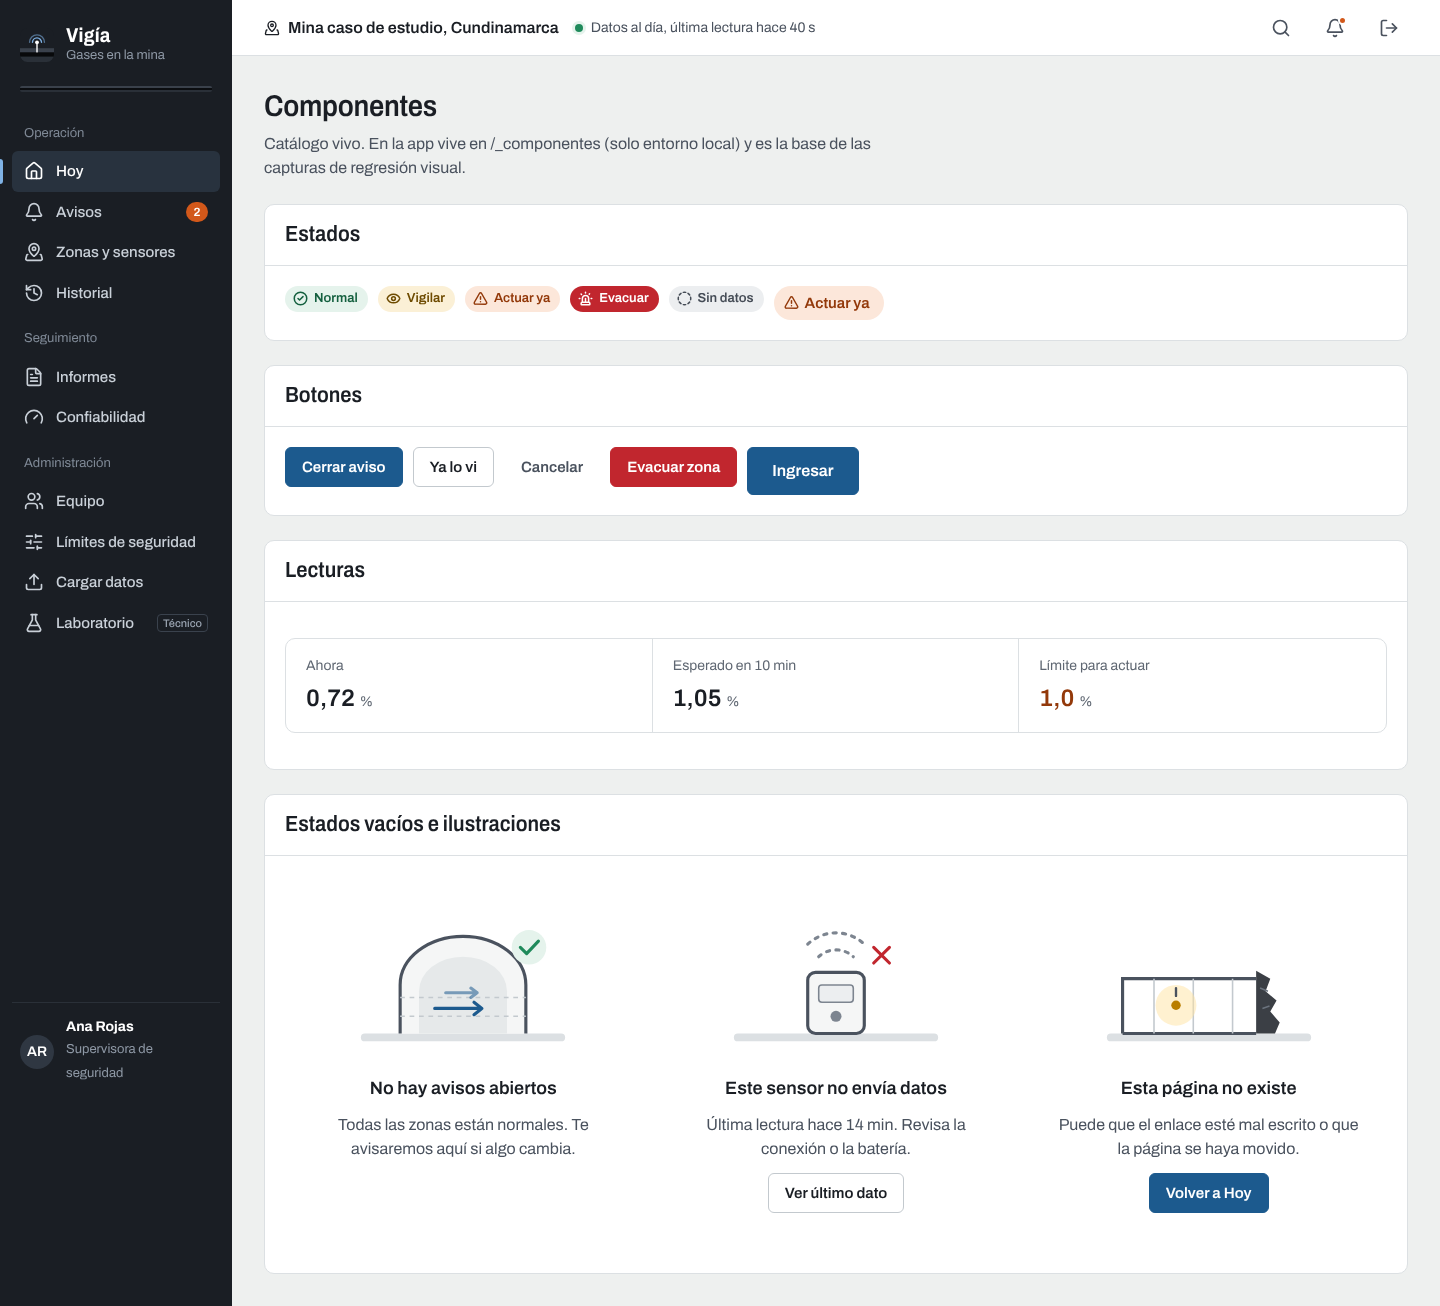 Vigía
Gases en la mina
Operación
Hoy
Avisos 2
Zonas y sensores
Historial
Seguimiento
Informes
Confiabilidad
Administración
Equipo
Límites de seguridad
Cargar datos
Laboratorio Técnico
AR
Ana Rojas
Supervisora de
seguridad
Mina caso de estudio, Cundinamarca Datos al día, última lectura hace 40 s
Componentes
Catálogo vivo. En la app vive en /_componentes (solo entorno local) y es la base de las
capturas de regresión visual.
Estados
Normal Vigilar Actuar ya Evacuar Sin datos Actuar ya
Botones
Cerrar aviso Ya lo vi Cancelar Evacuar zona Ingresar
Lecturas
Ahora Esperado en 10 min Límite para actuar
0,72 % 1,05 % 1,0 %
Estados vacíos e ilustraciones
No hay avisos abiertos
Todas las zonas están normales. Te
avisaremos aquí si algo cambia.
Este sensor no envía datos
Última lectura hace 14 min. Revisa la
conexión o la batería.
Ver último dato
Esta página no existe
Puede que el enlace esté mal escrito o que
la página se haya movido.
Volver a Hoy